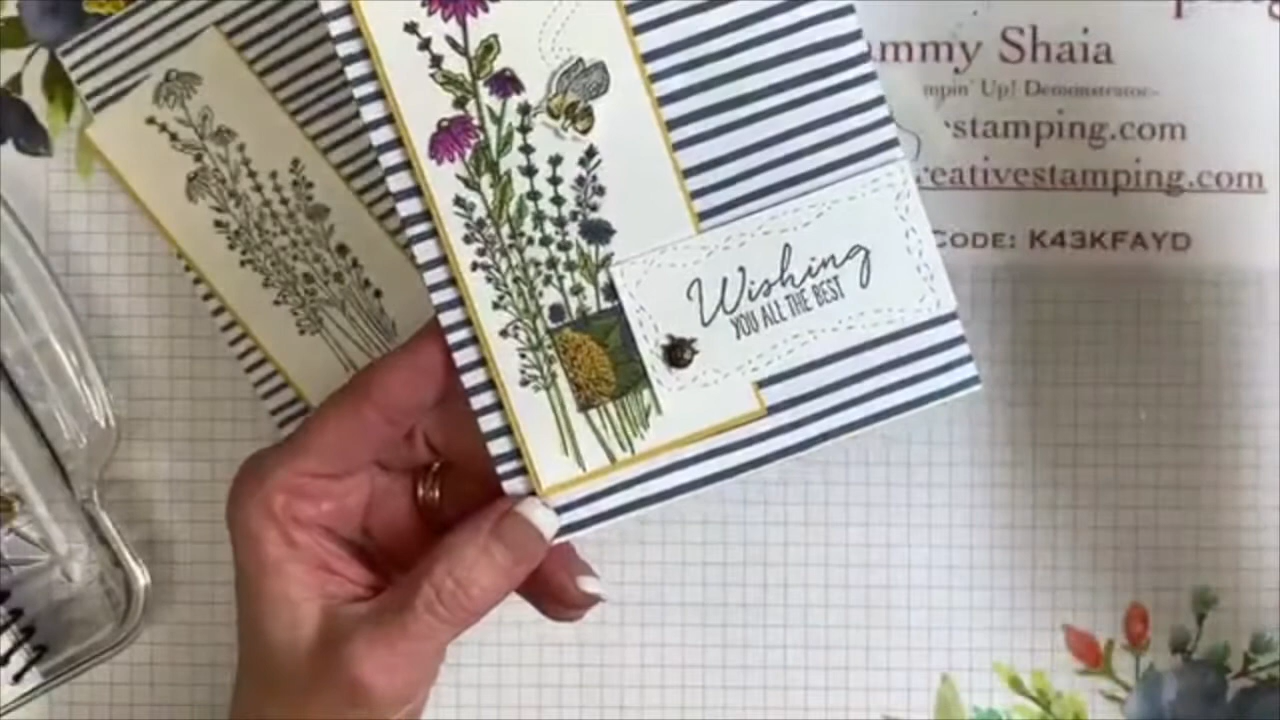 ammy Shaia
mpin' Up! Demonstrator
stamping.com
reativestamping.com
CODE: K43KFAYD
Wishing
YOU ALL THE BEST